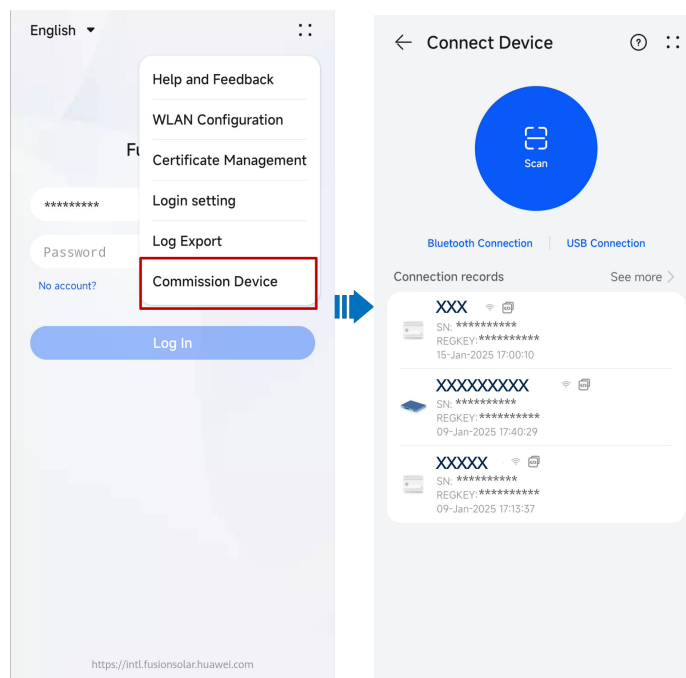 English
Help and Feedback
WLAN Configuration
Fu
Certificate Management
*********
Login setting
Password
Log Export
No account?
Commission Device
Log In
https://intl.fusionsolar.huawei.com
Connect Device
Scan
Bluetooth Connection
USB Connection
Connection records
See more
XXX
SN: **********
REGKEY:**********
15-Jan-2025 17:00:10
XXXXXXXXX
SN: **********
REGKEY:**********
09-Jan-2025 17:40:29
XXXXX
SN: **********
REGKEY:**********
09-Jan-2025 17:13:37